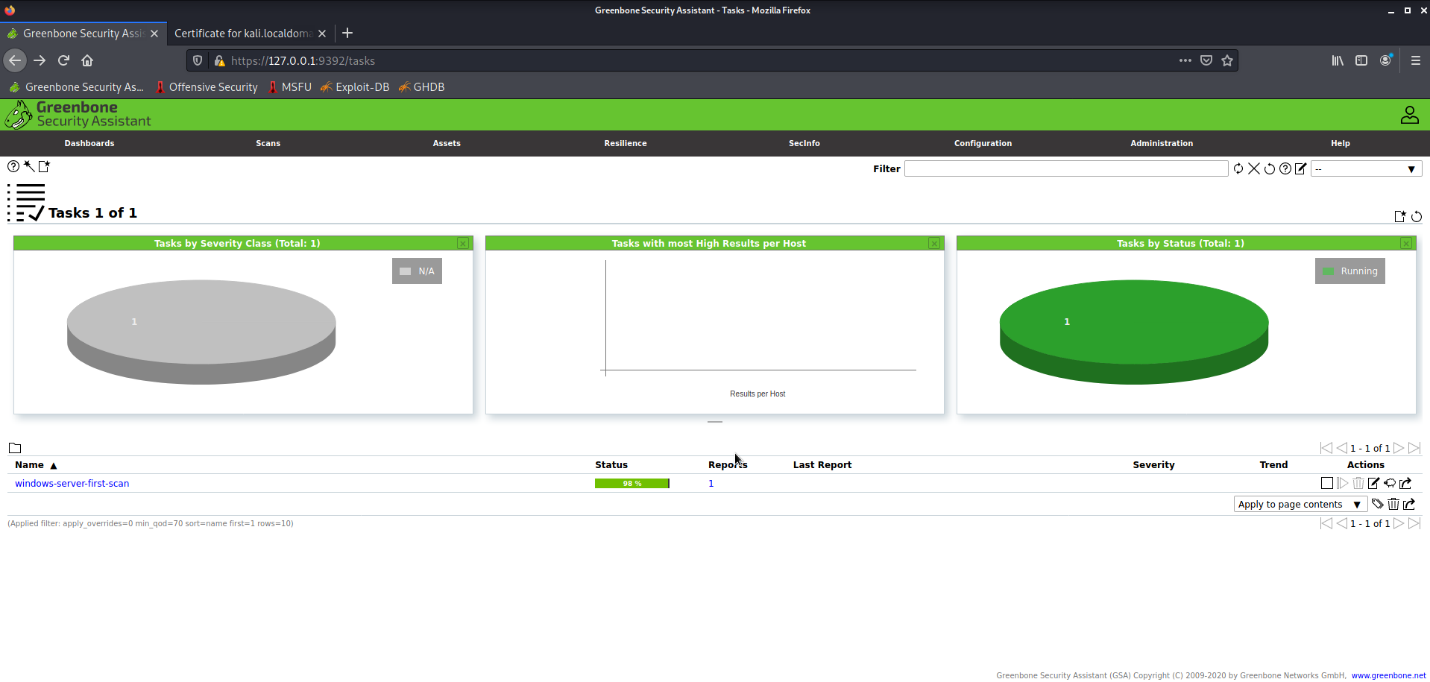 Greenbone Security Assistant - Tasks - Mozilla Firefox
Greenbone Security Assis
Certificate for kali.localdoma
https://127.0.0.1:9392/tasks
Greenbone Security As...
Offensive Security
MSFU
Exploit-DB
GHDB
Greenbone
Security Assistant
Dashboards
Scans
Assets
Resilience
SecInfo
Configuration
Administration
Help
Filter
--
Tasks 1 of 1
Tasks by Severity Class (Total: 1)
N/A
1
Tasks with most High Results per Host
Results per Host
Tasks by Status (Total: 1)
Running
1
1 - 1 of 1
Name ▲ Status Reports Last Report Severity Trend Actions
windows-server-first-scan 98 % 1
Apply to page contents ▼
(Applied filter: apply_overrides=0 min_qod=70 sort=name first=1 rows=10)
1 - 1 of 1
Greenbone Security Assistant (GSA) Copyright (C) 2009-2020 by Greenbone Networks GmbH, www.greenbone.net